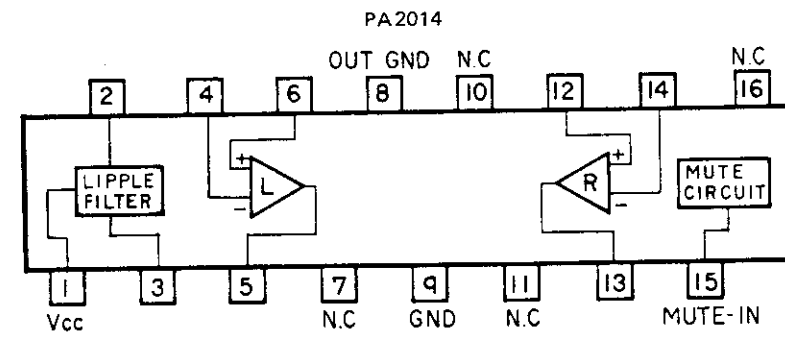 PA2014
OUT GND N.C N.C
2 4 6 8 10 12 14 16
+ +
LIPPLE FILTER L R MUTE CIRCUIT
- -
1 3 5 7 9 11 13 15
Vcc N.C GND N.C MUTE-IN